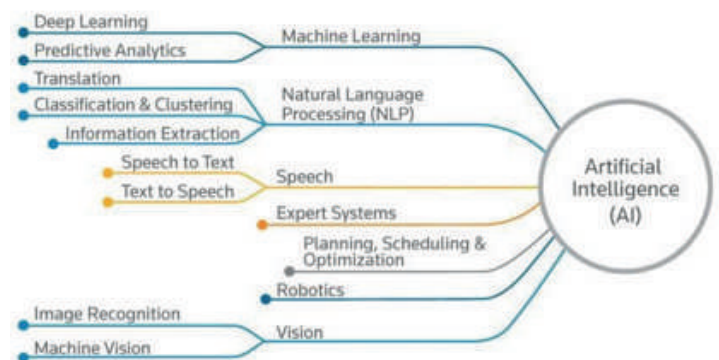 Deep Learning
Predictive Analytics
Machine Learning
Translation
Classification & Clustering
Information Extraction
Natural Language
Processing (NLP)
Speech to Text
Text to Speech
Speech
Expert Systems
Planning, Scheduling &
Optimization
Robotics
Image Recognition
Machine Vision
Vision
Artificial
Intelligence
(AI)